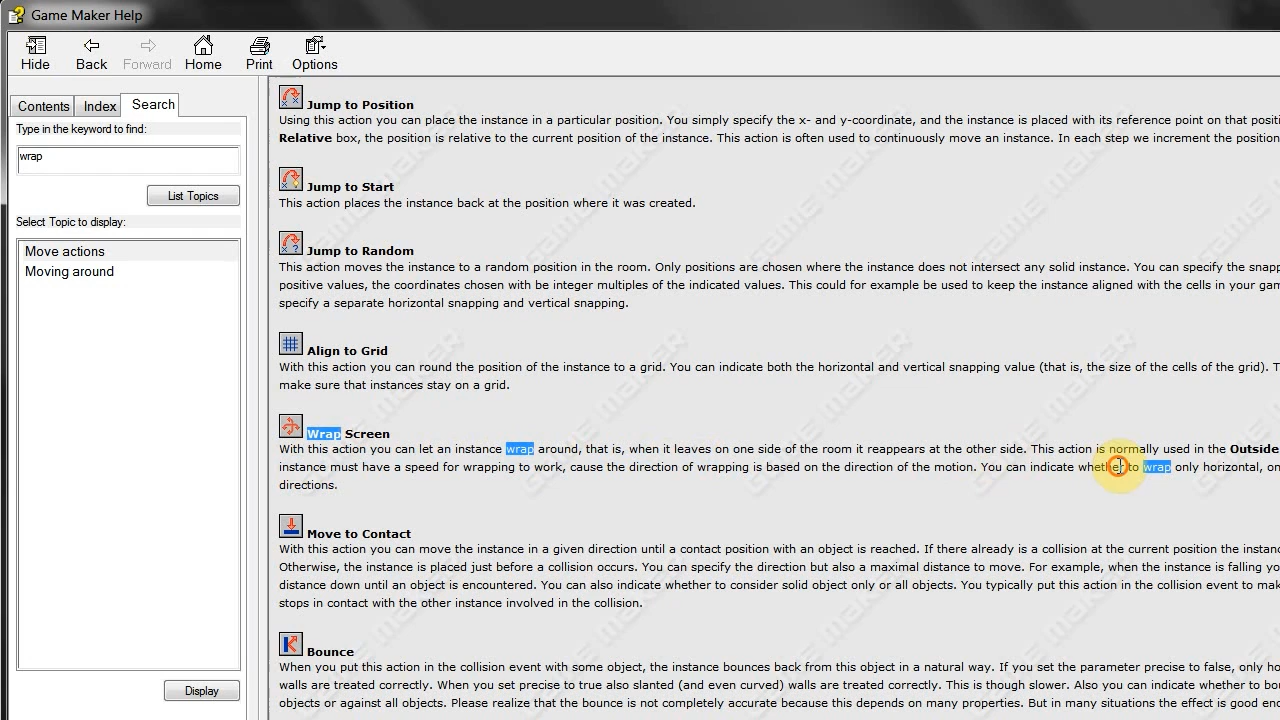 Game Maker Help
Hide Back Forward Home Print Options
Contents Index Search
Type in the keyword to find:
wrap
List Topics
Select Topic to display:
Move actions
Moving around
Display
Jump to Position
Using this action you can place the instance in a particular position. You simply specify the x- and y-coordinate, and the instance is placed with its reference point on that
Relative box, the position is relative to the current position of the instance. This action is often used to continuously move an instance. In each step we increment the position
Jump to Start
This action places the instance back at the position where it was created.
Jump to Random
This action moves the instance to a random position in the room. Only positions are chosen where the instance does not intersect any solid instance. You can specify the
positive values, the coordinates chosen with be integer multiples of the indicated values. This could for example be used to keep the instance aligned with the cells in your
specify a separate horizontal snapping and vertical snapping.
Align to Grid
With this action you can round the position of the instance to a grid. You can indicate both the horizontal and vertical snapping value (that is, the size of the cells of the grid).
make sure that instances stay on a grid.
Wrap Screen
With this action you can let an instance wrap around, that is, when it leaves on one side of the room it reappears at the other side. This action is normally used in the Outside
instance must have a speed for wrapping to work, cause the direction of wrapping is based on the direction of the motion. You can indicate whether to wrap only horizontal,
directions.
Move to Contact
With this action you can move the instance in a given direction until a contact position with an object is reached. If there already is a collision at the current position the
Otherwise, the instance is placed just before a collision occurs. You can specify the direction but also a maximal distance to move. For example, when the instance is falling
distance down until an object is encountered. You can also indicate whether to consider solid object only or all objects. You typically put this action in the collision event to
stops in contact with the other instance involved in the collision.
Bounce
When you put this action in the collision event with some object, the instance bounces back from this object in a natural way. If you set the parameter precise to false, only
walls are treated correctly. When you set precise to true also slanted (and even curved) walls are treated correctly. This is though slower. Also you can indicate whether to
objects or against all objects. Please realize that the bounce is not completely accurate because this depends on many properties. But in many situations the effect is good